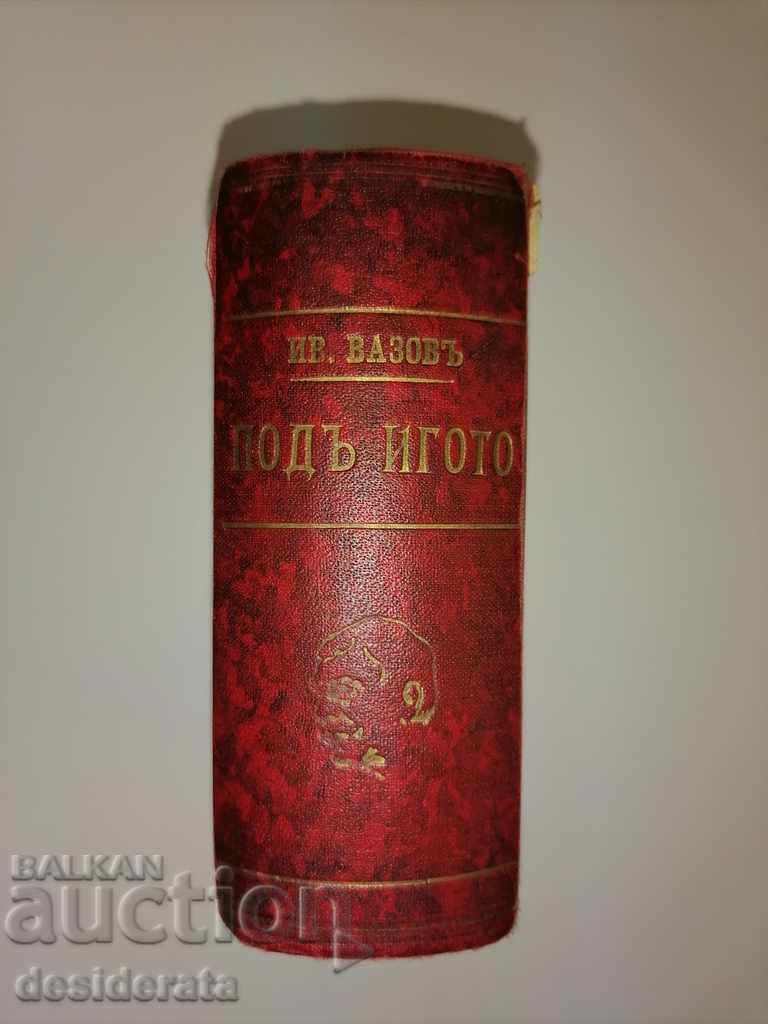 ИВ. ВАЗОВЪ
ПОДЪ ИГОТО
BALKAN
auction
desiderata